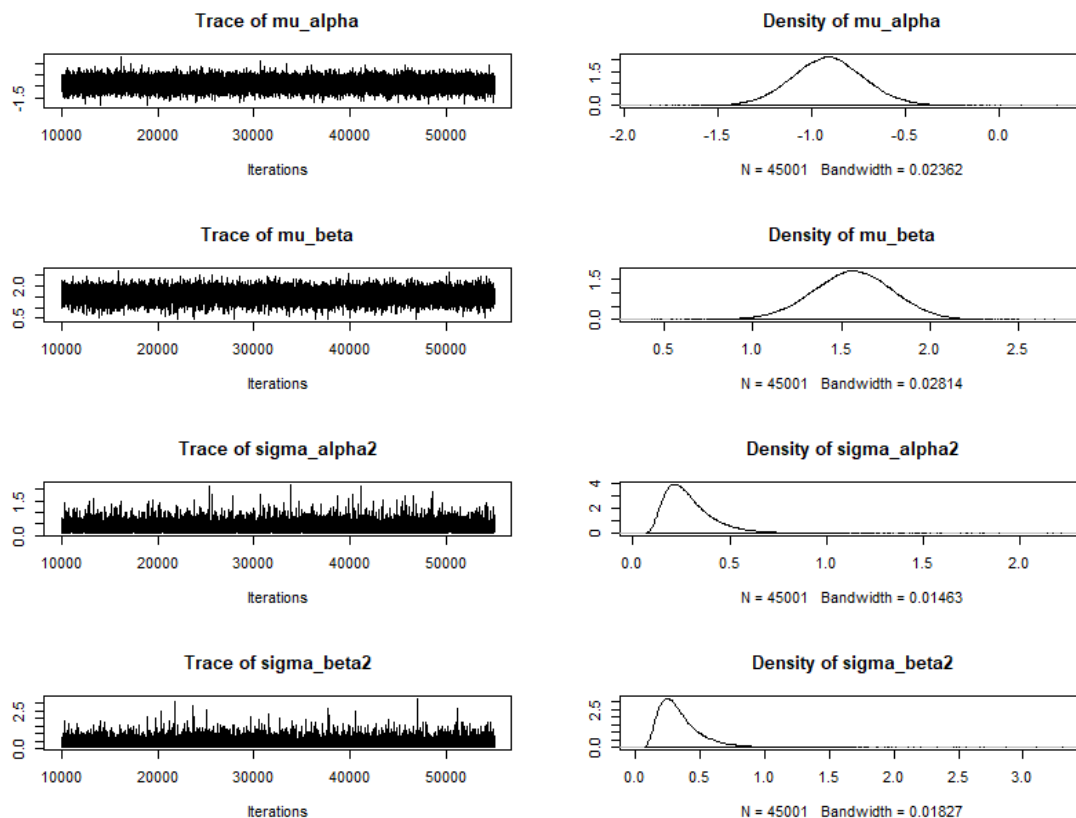 Trace of mu_alpha
-1.5
10000 20000 30000 40000 50000
Iterations
Density of mu_alpha
0.0 1.5
-2.0 -1.5 -1.0 -0.5 0.0
N = 45001 Bandwidth = 0.02362
Trace of mu_beta
0.5 2.0
10000 20000 30000 40000 50000
Iterations
Density of mu_beta
0.0 1.5
0.5 1.0 1.5 2.0 2.5
N = 45001 Bandwidth = 0.02814
Trace of sigma_alpha2
0.0 1.5
10000 20000 30000 40000 50000
Iterations
Density of sigma_alpha2
0 2 4
0.0 0.5 1.0 1.5 2.0
N = 45001 Bandwidth = 0.01463
Trace of sigma_beta2
0.0 2.5
10000 20000 30000 40000 50000
Iterations
Density of sigma_beta2
0.0 2.5
0.0 0.5 1.0 1.5 2.0 2.5 3.0
N = 45001 Bandwidth = 0.01827